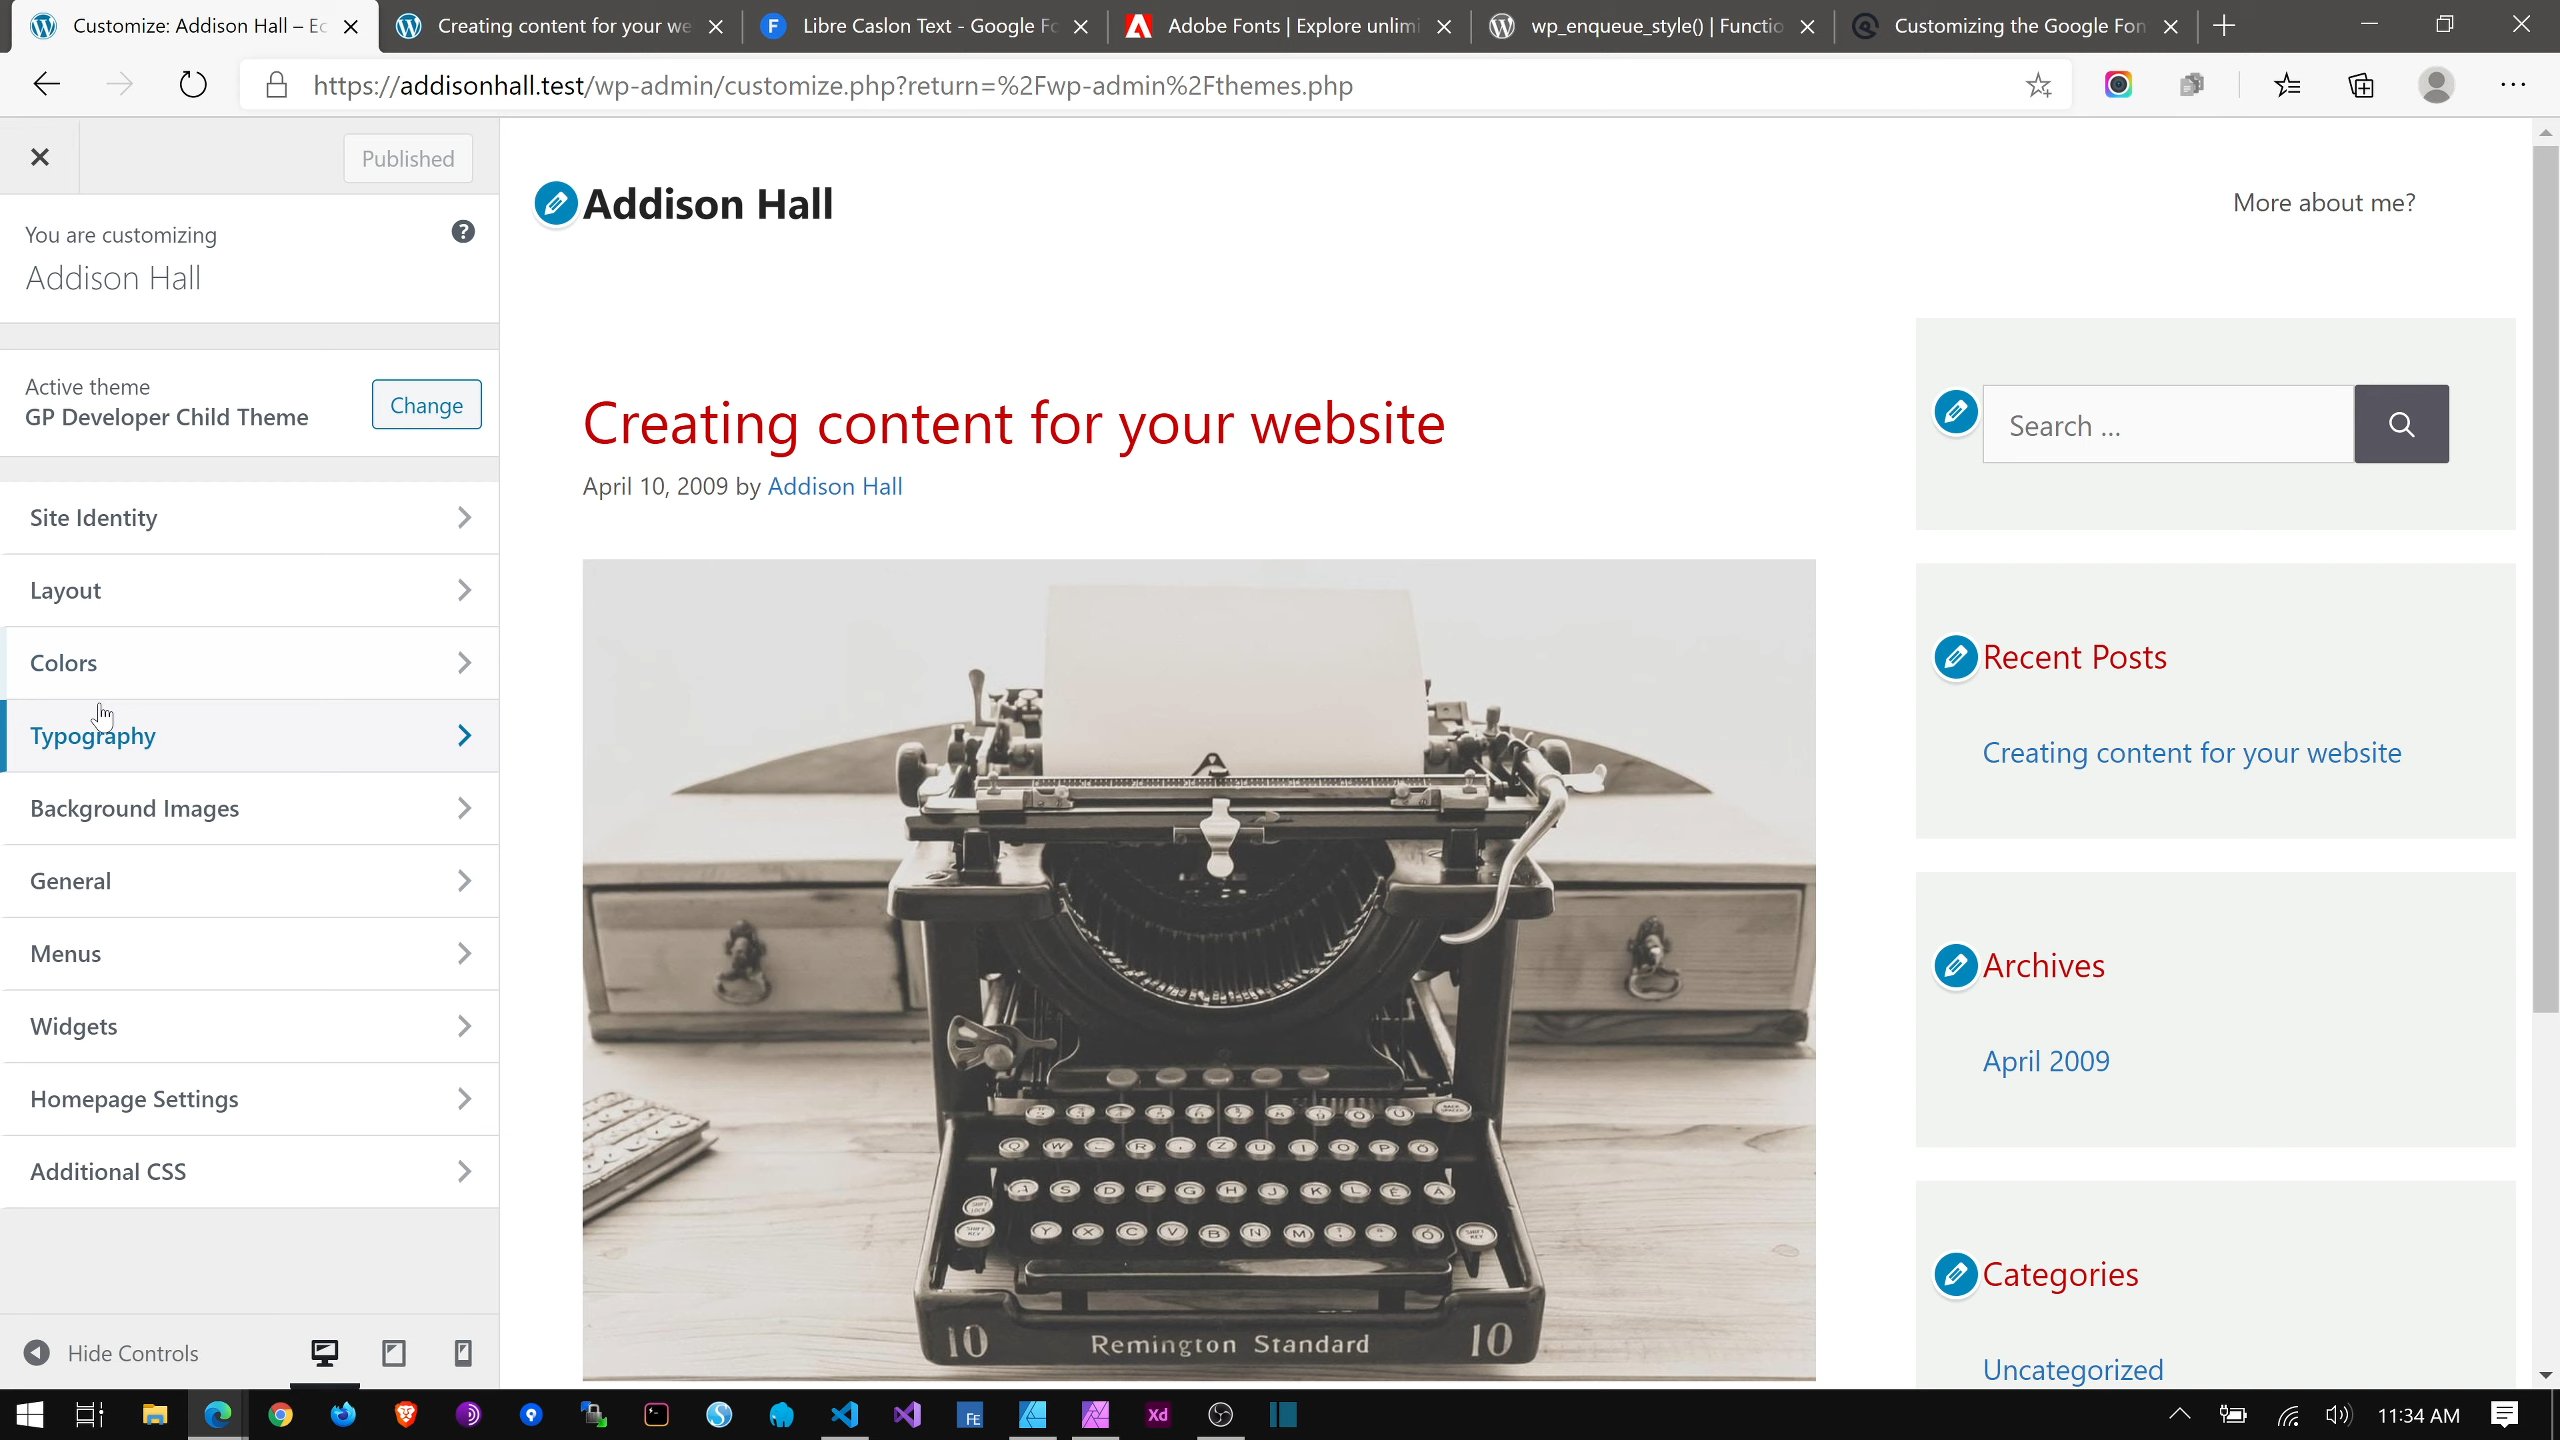 Customize: Addison Hall – Ec
Creating content for your we
Libre Caslon Text - Google Fo
Adobe Fonts | Explore unlimi
wp_enqueue_style() | Functio
Customizing the Google Fon
https://addisonhall.test/wp-admin/customize.php?return=%2Fwp-admin%2Fthemes.php
Published
You are customizing
Addison Hall
Active theme
GP Developer Child Theme
Change
Site Identity
Layout
Colors
Typography
Background Images
General
Menus
Widgets
Homepage Settings
Additional CSS
Hide Controls
Addison Hall
More about me?
Creating content for your website
April 10, 2009 by Addison Hall
10 Remington Standard 10
Search ...
Recent Posts
Creating content for your website
Archives
April 2009
Categories
Uncategorized
FE
Xd
11:34 AM